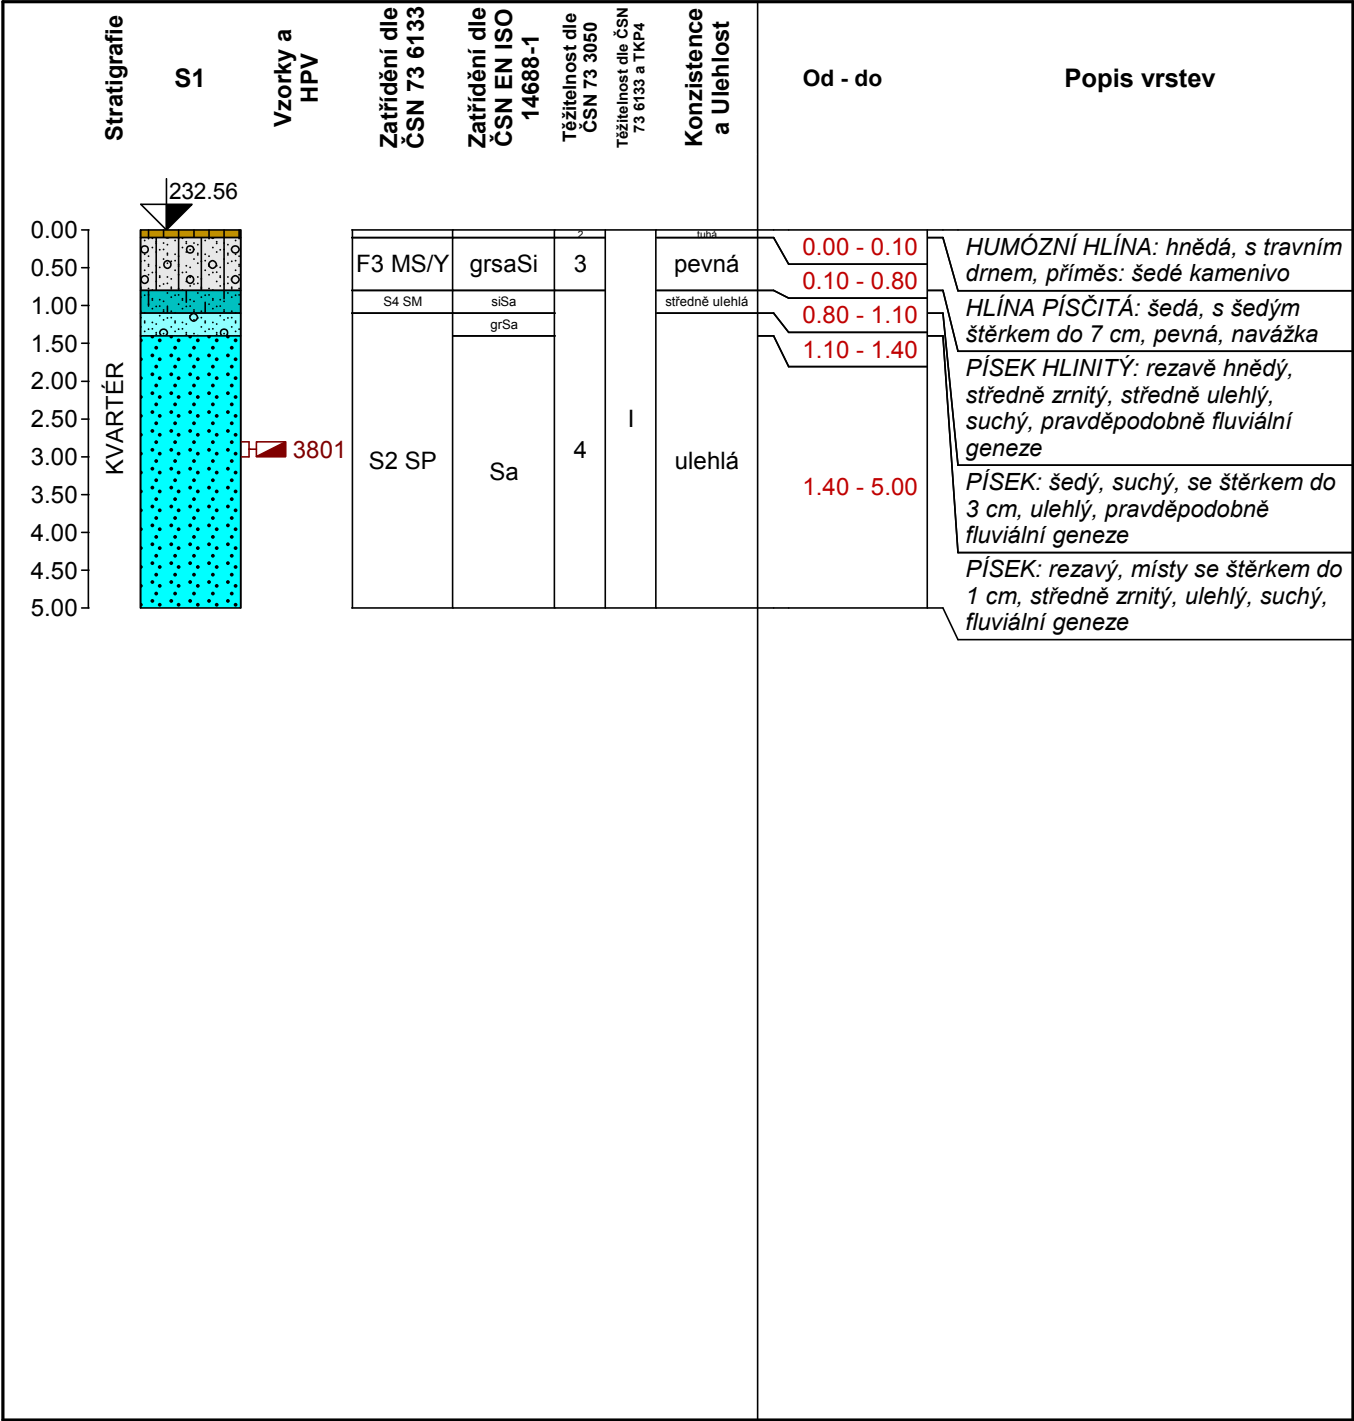 Stratigrafie
S1
Vzorky a
HPV
Zatřídění dle
ČSN 73 6133
Zatřídění dle
ČSN EN ISO
14688-1
Těžitelnost dle
ČSN 73 3050
Těžitelnost dle ČSN
73 6133 a TKP4
Konzistence
a Ulehlost
Od - do
Popis vrstev
232.56
0.00
0.50
1.00
1.50
2.00
2.50
3.00
3.50
4.00
4.50
5.00
KVARTÉR
3801
F3 MS/Y
S4 SM
S2 SP
grsaSi
siSa
grSa
Sa
2
3
4
I
tuhá
pevná
středně ulehlá
ulehlá
0.00 - 0.10
0.10 - 0.80
0.80 - 1.10
1.10 - 1.40
1.40 - 5.00
HUMÓZNÍ HLÍNA: hnědá, s travním
drnem, příměs: šedé kamenivo
HLÍNA PÍSČITÁ: šedá, s šedým
štěrkem do 7 cm, pevná, navážka
PÍSEK HLINITÝ: rezavě hnědý,
středně zrnitý, středně ulehlý,
suchý, pravděpodobně fluviální
geneze
PÍSEK: šedý, suchý, se štěrkem do
3 cm, ulehlý, pravděpodobně
fluviální geneze
PÍSEK: rezavý, místy se štěrkem do
1 cm, středně zrnitý, ulehlý, suchý,
fluviální geneze